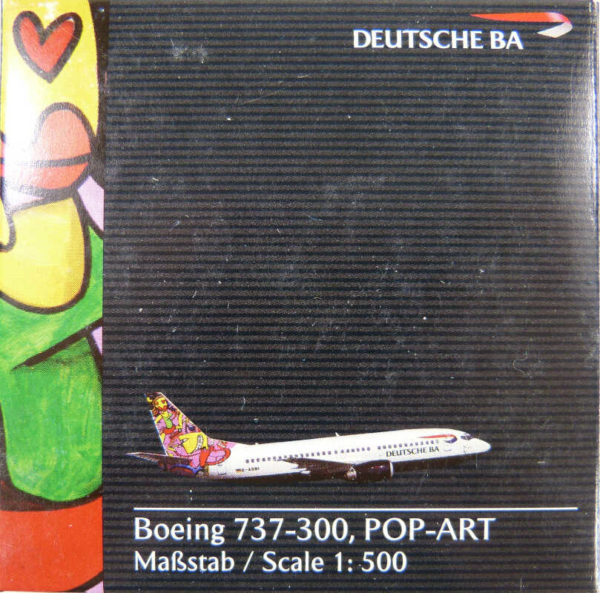 DEUTSCHE BA
DEUTSCHE BA
Boeing 737-300, POP-ART
Maßstab / Scale 1: 500